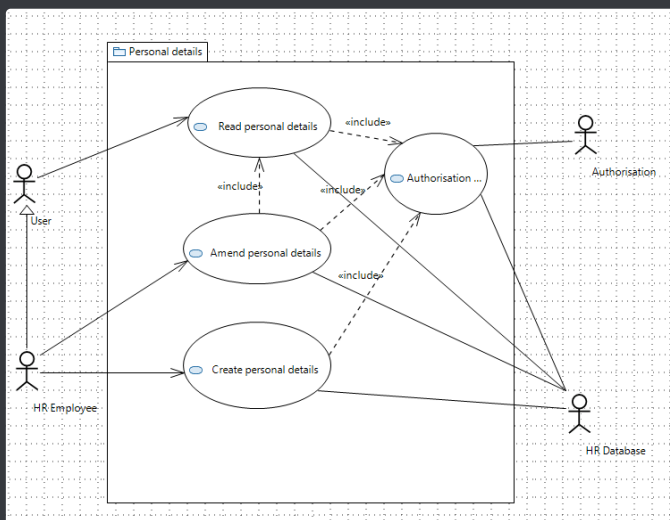 Personal details
«include»
Read personal details
Authorisation
«include»
«include»
Authorisation ...
User
Amend personal details
«include»
Create personal details
HR Employee
HR Database